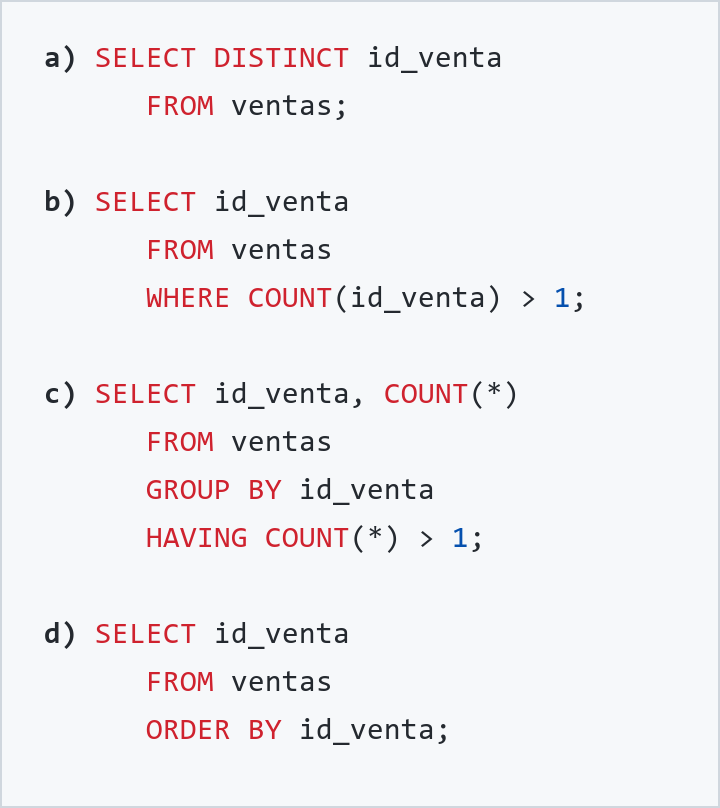 a) SELECT DISTINCT id_venta
FROM ventas;
b) SELECT id_venta
FROM ventas
WHERE COUNT(id_venta) > 1;
c) SELECT id_venta, COUNT(*)
FROM ventas
GROUP BY id_venta
HAVING COUNT(*) > 1;
d) SELECT id_venta
FROM ventas
ORDER BY id_venta;